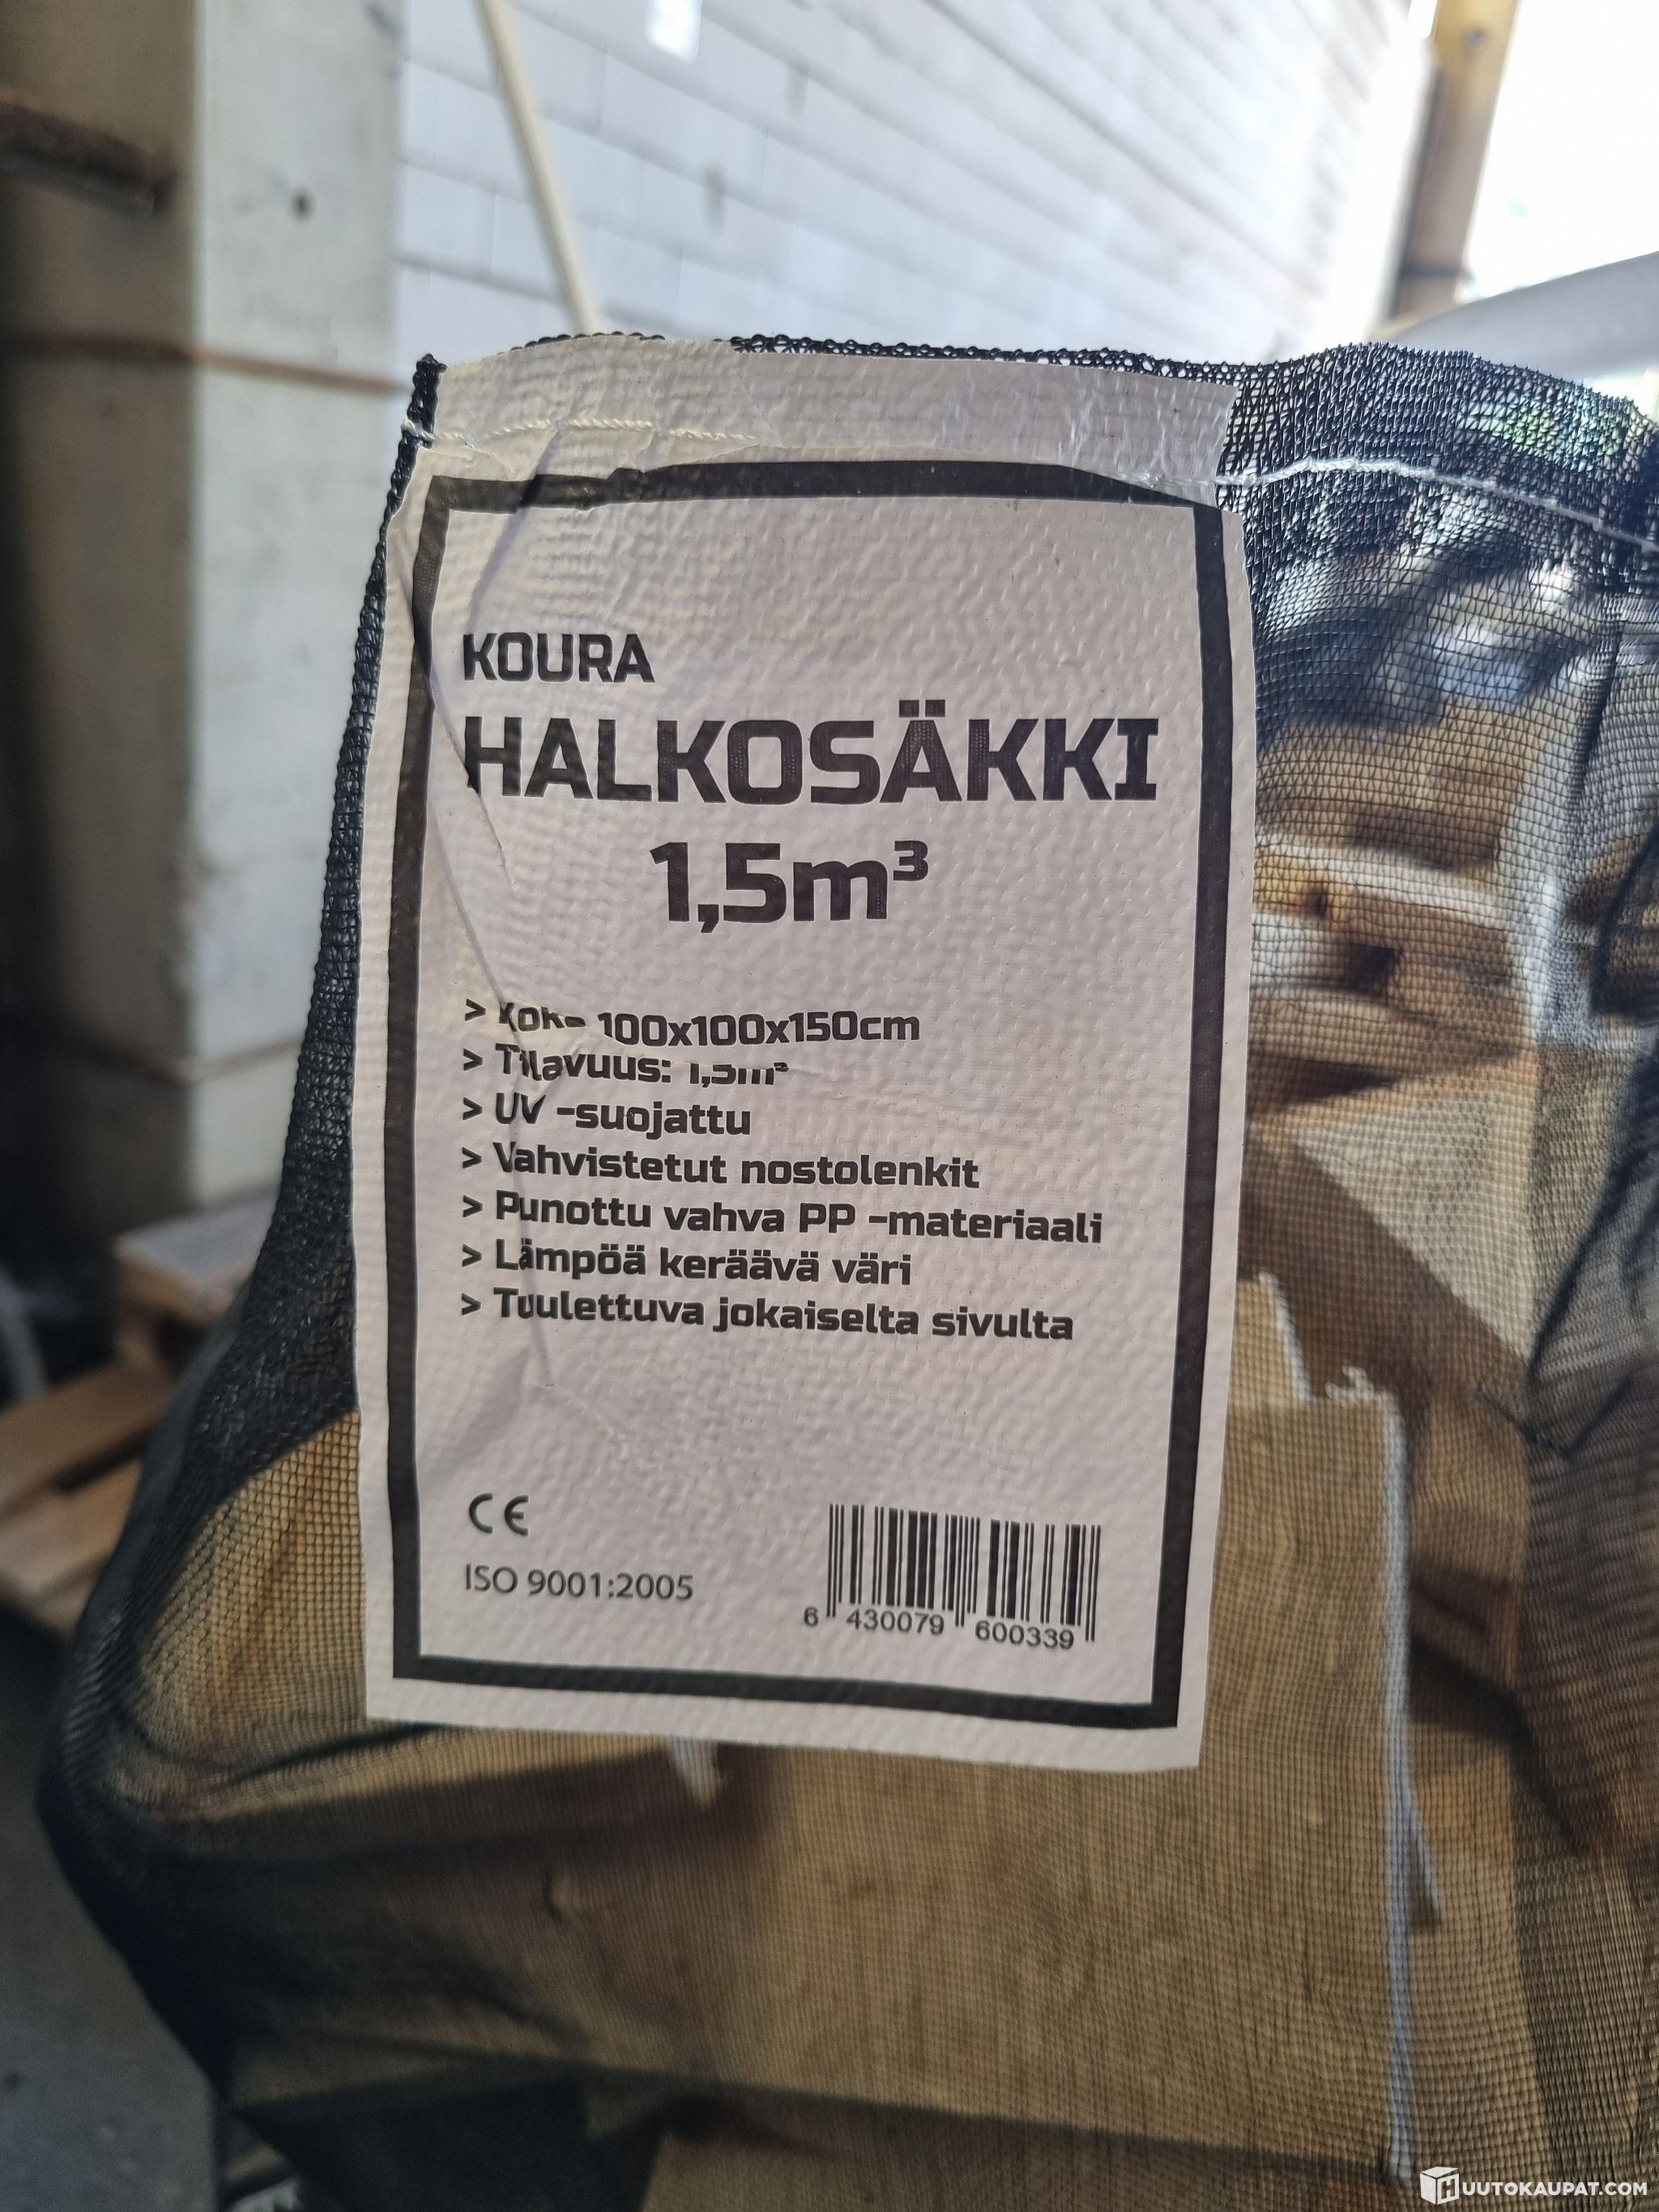 KOURA
HALKOSÄKKI
1,5m³
> Koko 100x100x150cm
> Tilavuus: 1,5m³
> UV -suojattu
> Vahvistetut nostolenkit
> Punottu vahva PP -materiaali
> Lämpöä keräävä väri
> Tuulettuva jokaiselta sivulta
CE
ISO 9001:2005
6 430079 600339
HUUTOKAUPAT.COM